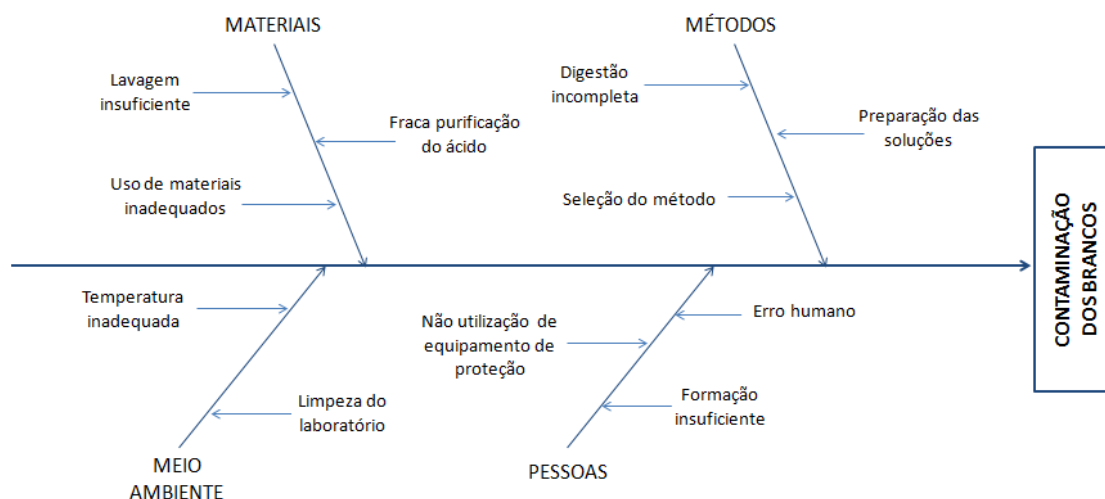 MATERIAIS
MÉTODOS
Lavagem
insuficiente
Fraca purificação
do ácido
Uso de materiais
inadequados
Digestão
incompleta
Preparação das
soluções
Seleção do método
CONTAMINAÇÃO
DOS BRANCOS
Temperatura
inadequada
Limpeza do
laboratório
MEIO
AMBIENTE
Não utilização de
equipamento de
proteção
Erro humano
Formação
insuficiente
PESSOAS